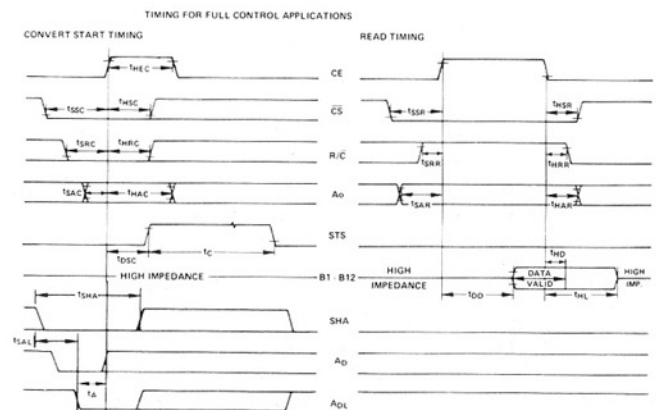 TIMING FOR FULL CONTROL APPLICATIONS
CONVERT START TIMING
READ TIMING
tHEC
CE
tSSC tHSC
CS
tSSR tHSR
tSRC tHRC
R/C
tSRR tHRR
tSAC tHAC
Ao
tSAR tHAR
STS
tDSC tC
tHD
HIGH IMPEDANCE
B1 - B12
HIGH IMPEDANCE
DATA VALID
HIGH IMP.
tDD tHL
tSHA
SHA
tSAL
AD
tA
ADL